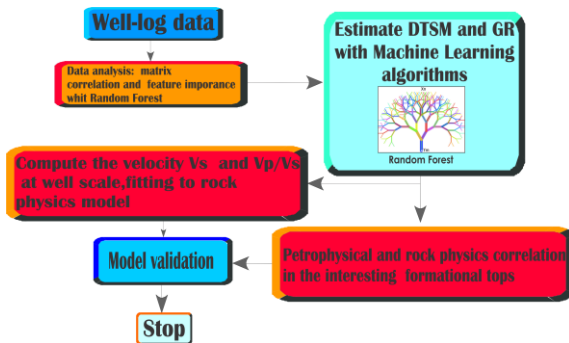 Well-log data
Data analysis: matrix
correlation and feature imporance
whit Random Forest
Estimate DTSM and GR
with Machine Learning
algorithms
Random Forest
Compute the velocity Vs and Vp/Vs
at well scale,fitting to rock
physics model
Model validation
Petrophysical and rock physics correlation
in the interesting formational tops
Stop